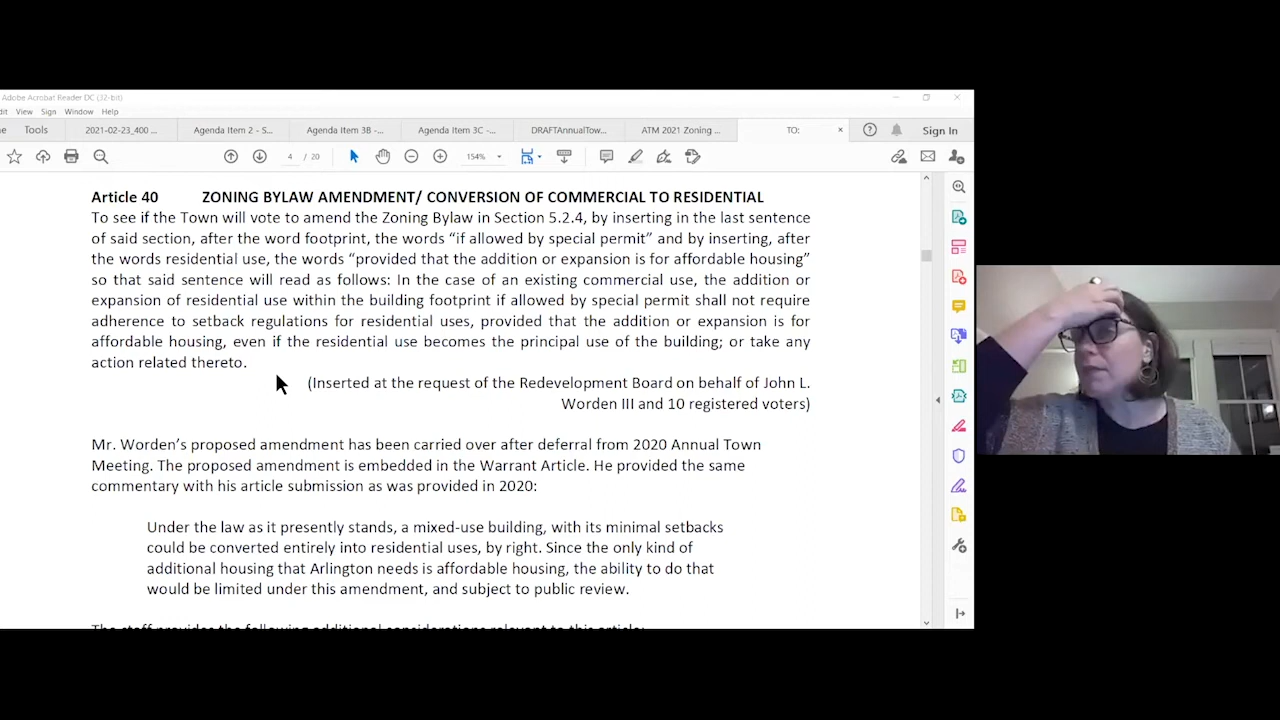 Adobe Acrobat Reader DC (32-bit)
dit View Sign Window Help
ne Tools 2021-02-23_400 ... Agenda Item 2 - S... Agenda Item 3B -... Agenda Item 3C -... DRAFTAnnualTow... ATM 2021 Zoning ... TO: × Sign In
4 / 20 154%
Article 40 ZONING BYLAW AMENDMENT/ CONVERSION OF COMMERCIAL TO RESIDENTIAL
To see if the Town will vote to amend the Zoning Bylaw in Section 5.2.4, by inserting in the last sentence
of said section, after the word footprint, the words “if allowed by special permit” and by inserting, after
the words residential use, the words “provided that the addition or expansion is for affordable housing”
so that said sentence will read as follows: In the case of an existing commercial use, the addition or
expansion of residential use within the building footprint if allowed by special permit shall not require
adherence to setback regulations for residential uses, provided that the addition or expansion is for
affordable housing, even if the residential use becomes the principal use of the building; or take any
action related thereto.
(Inserted at the request of the Redevelopment Board on behalf of John L.
Worden III and 10 registered voters)
Mr. Worden’s proposed amendment has been carried over after deferral from 2020 Annual Town
Meeting. The proposed amendment is embedded in the Warrant Article. He provided the same
commentary with his article submission as was provided in 2020:
Under the law as it presently stands, a mixed-use building, with its minimal setbacks
could be converted entirely into residential uses, by right. Since the only kind of
additional housing that Arlington needs is affordable housing, the ability to do that
would be limited under this amendment, and subject to public review.
The staff provides the following additional considerations relevant to this article: